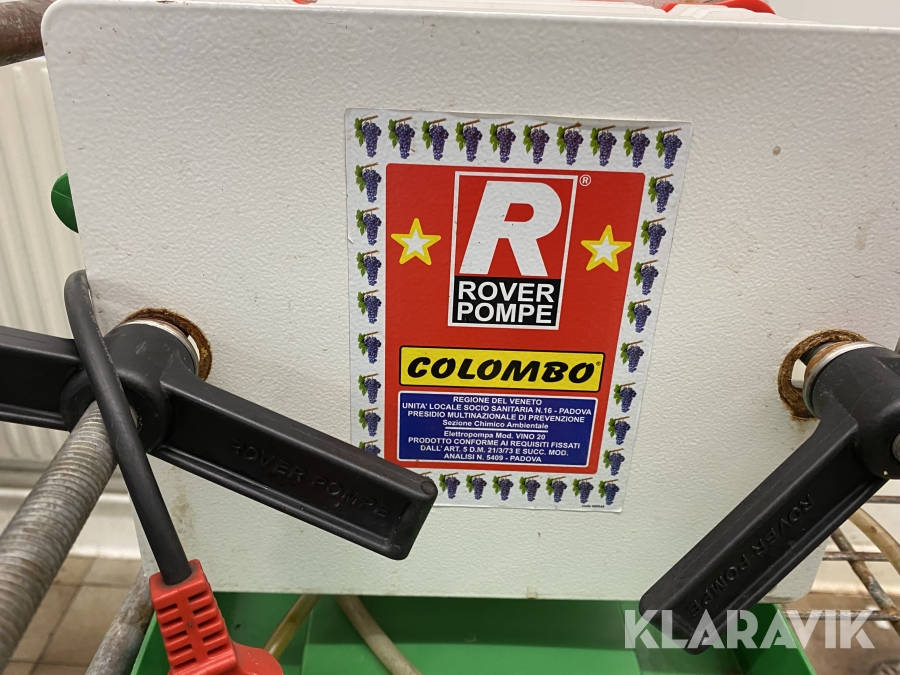 R®
ROVER
POMPE
COLOMBO®
REGIONE DEL VENETO
UNITA' LOCALE SOCIO SANITARIA N.16 - PADOVA
PRESIDIO MULTINAZIONALE DI PREVENZIONE
Sezione Chimico Ambientale
Elettropompa Mod. VINO 20
PRODOTTO CONFORME AI REQUISITI FISSATI
DALL' ART. 5 D.M. 21/3/73 E SUCC. MOD.
ANALISI N. 5409 - PADOVA
ROVER POMPE
ROVER POMPE
KLARAVIK